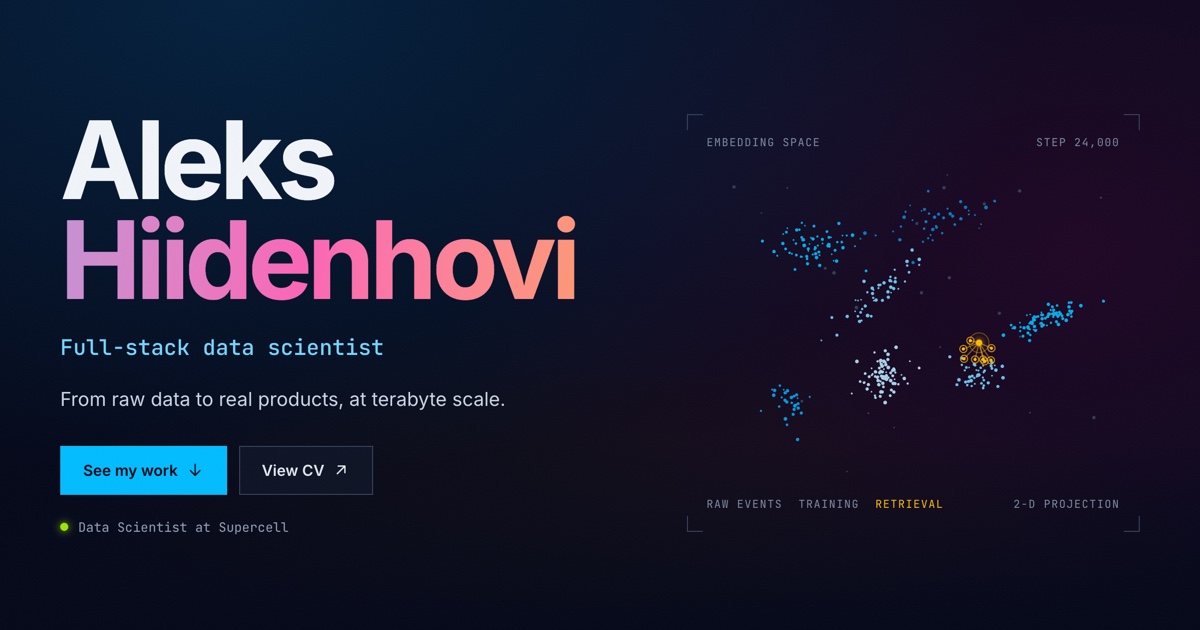 Aleks
Hiidenhovi
Full-stack data scientist
From raw data to real products, at terabyte scale.
See my work ↓
View CV ↗
Data Scientist at Supercell
EMBEDDING SPACE
STEP 24,000
RAW EVENTS TRAINING RETRIEVAL
2-D PROJECTION